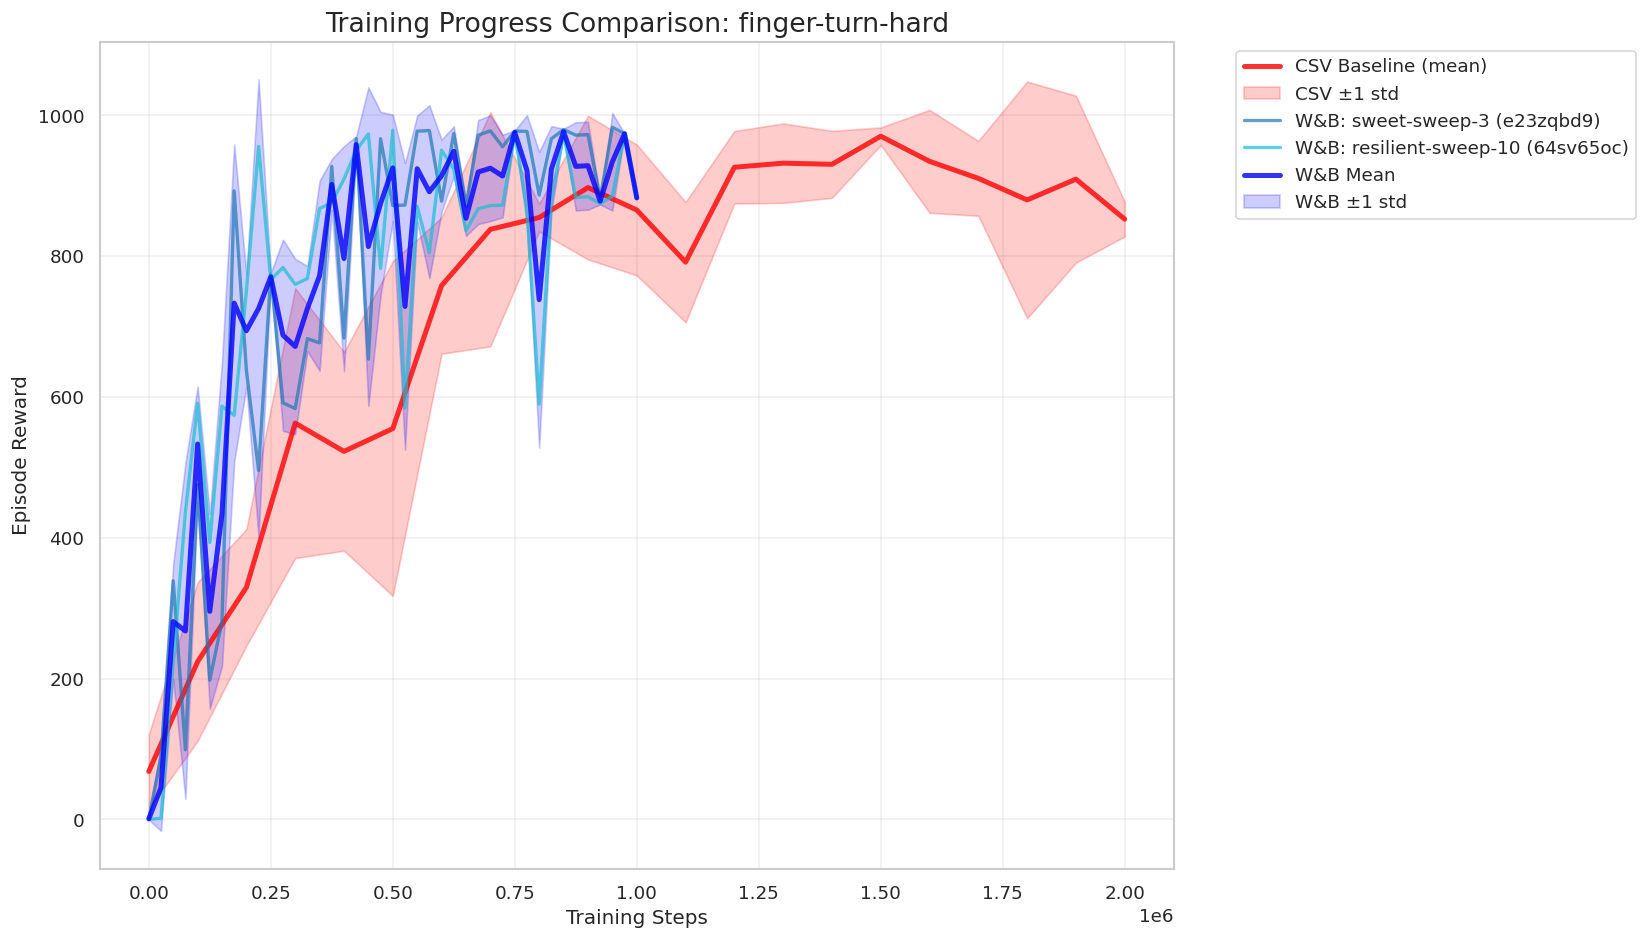 Training Progress Comparison: finger-turn-hard
CSV Baseline (mean)
CSV ±1 std
W&B: sweet-sweep-3 (e23zqbd9)
W&B: resilient-sweep-10 (64sv65oc)
W&B Mean
W&B ±1 std
Episode Reward
1000
800
600
400
200
0
0.00 0.25 0.50 0.75 1.00 1.25 1.50 1.75 2.00
1e6
Training Steps